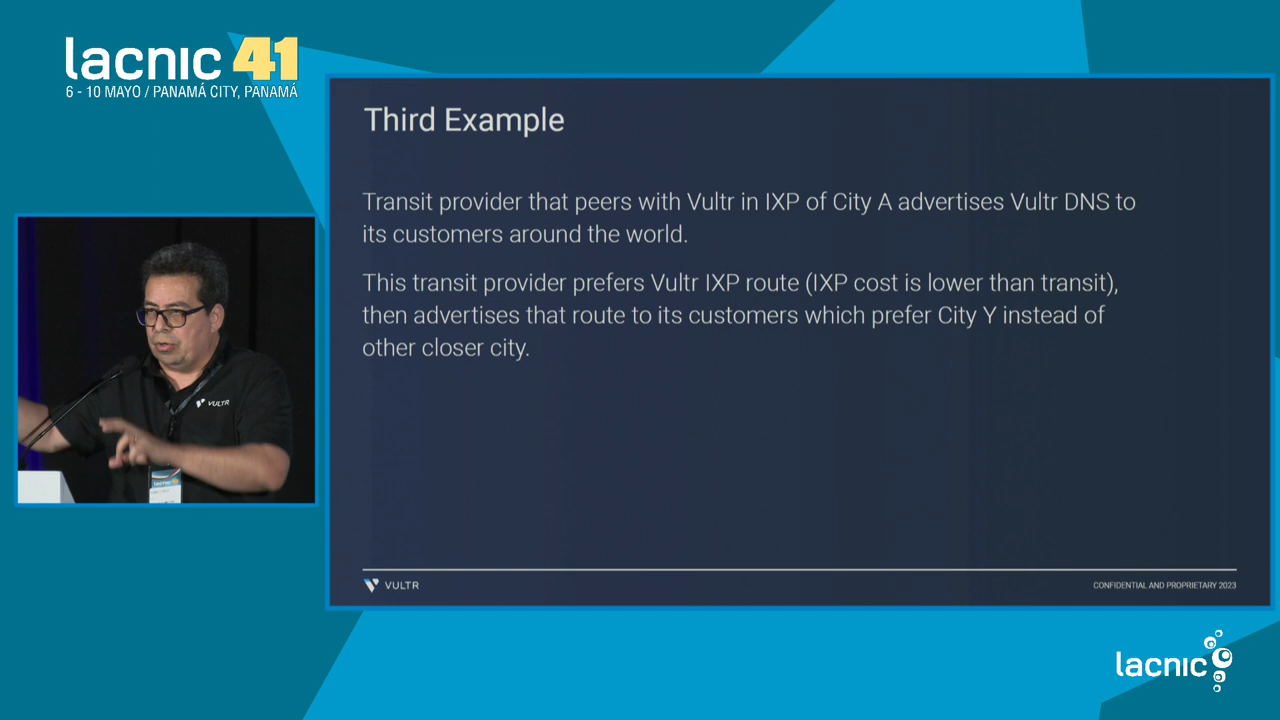 lacnic 41
6 - 10 MAYO / PANAMÁ CITY, PANAMÁ
Third Example
Transit provider that peers with Vultr in IXP of City A advertises Vultr DNS to
its customers around the world.
This transit provider prefers Vultr IXP route (IXP cost is lower than transit),
then advertises that route to its customers which prefer City Y instead of
other closer city.
VULTR
VULTR
CONFIDENTIAL AND PROPRIETARY 2023
lacnic